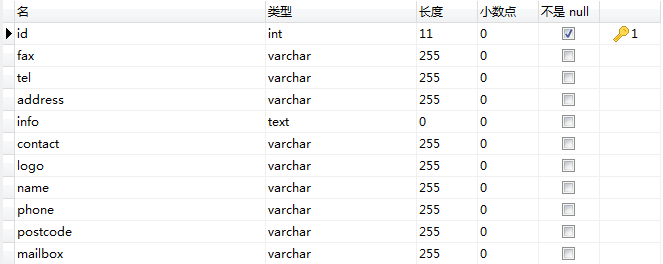 名 类型 长度 小数点 不是 null
id int 11 0 1
fax varchar 255 0
tel varchar 255 0
address varchar 255 0
info text 0 0
contact varchar 255 0
logo varchar 255 0
name varchar 255 0
phone varchar 255 0
postcode varchar 255 0
mailbox varchar 255 0